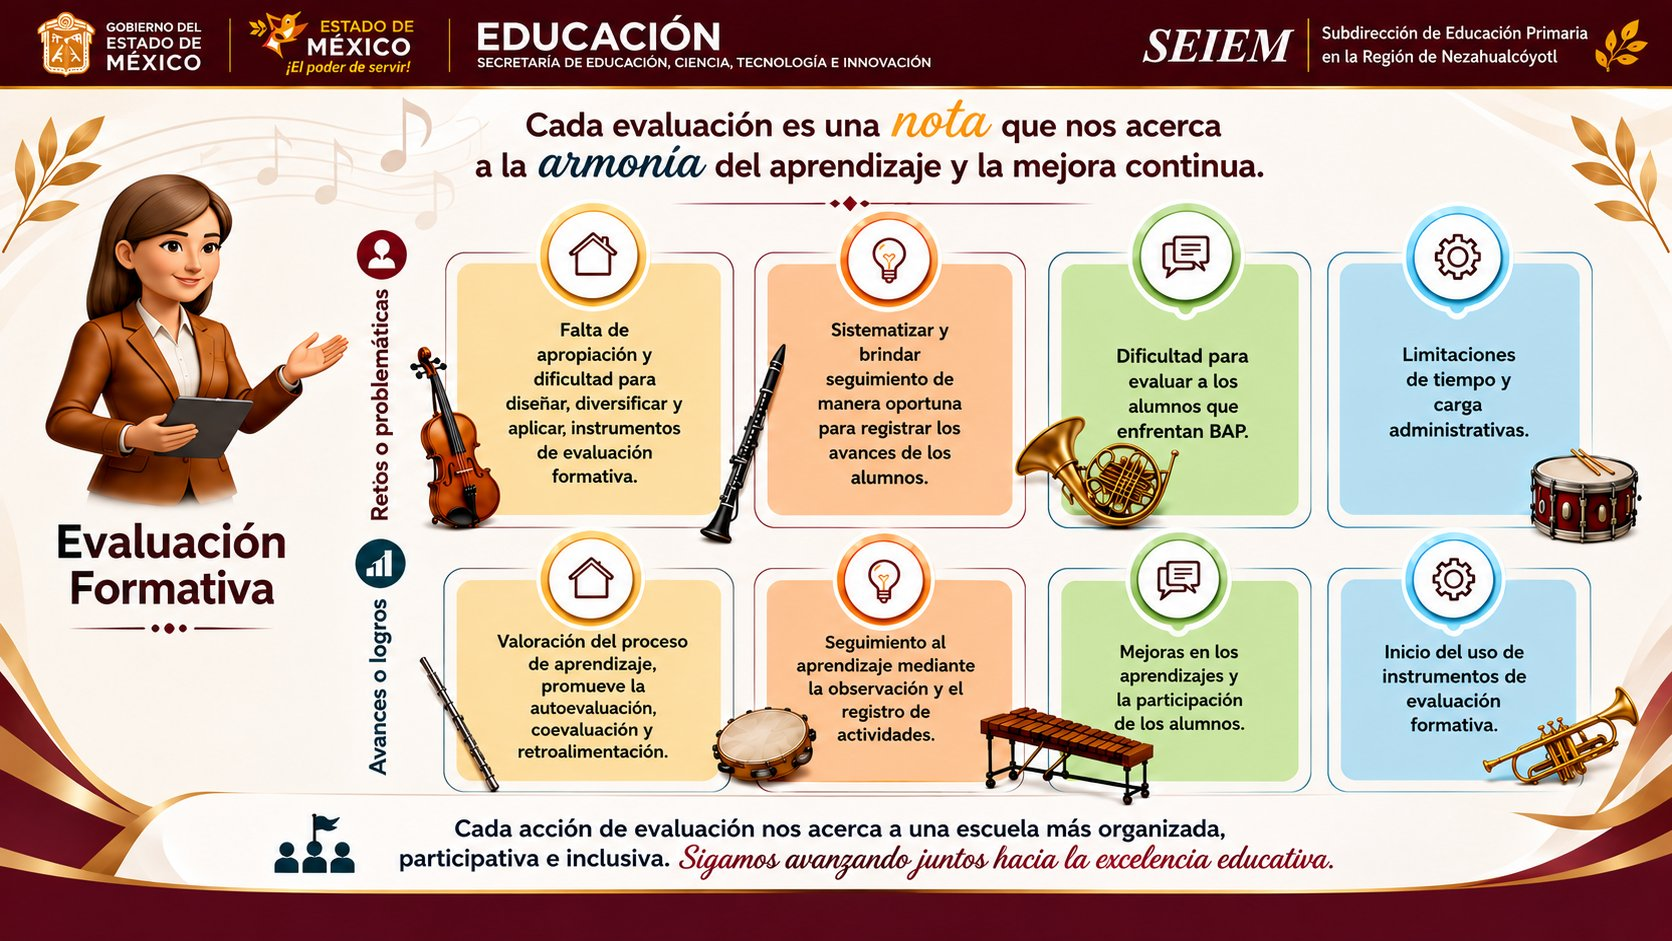 GOBIERNO DEL
ESTADO DE
MÉXICO
ESTADO DE
MÉXICO
¡El poder de servir!
EDUCACIÓN
SECRETARÍA DE EDUCACIÓN, CIENCIA, TECNOLOGÍA E INNOVACIÓN
SEIEM
Subdirección de Educación Primaria
en la Región de Nezahualcóyotl
Cada evaluación es una nota que nos acerca
a la armonía del aprendizaje y la mejora continua.
Evaluación
Formativa
Retos o problemáticas
Falta de
apropiación y
dificultad para
diseñar, diversificar y
aplicar, instrumentos
de evaluación
formativa.
Sistematizar y
brindar
seguimiento de
manera oportuna
para registrar los
avances de los
alumnos.
Dificultad para
evaluar a los
alumnos que
enfrentan BAP.
Limitaciones
de tiempo y
carga
administrativas.
Avances o logros
Valoración del proceso
de aprendizaje,
promueve la
autoevaluación,
coevaluación y
retroalimentación.
Seguimiento al
aprendizaje mediante
la observación y el
registro de
actividades.
Mejoras en los
aprendizajes y
la participación
de los alumnos.
Inicio del uso de
instrumentos de
evaluación
formativa.
Cada acción de evaluación nos acerca a una escuela más organizada,
participativa e inclusiva. Sigamos avanzando juntos hacia la excelencia educativa.